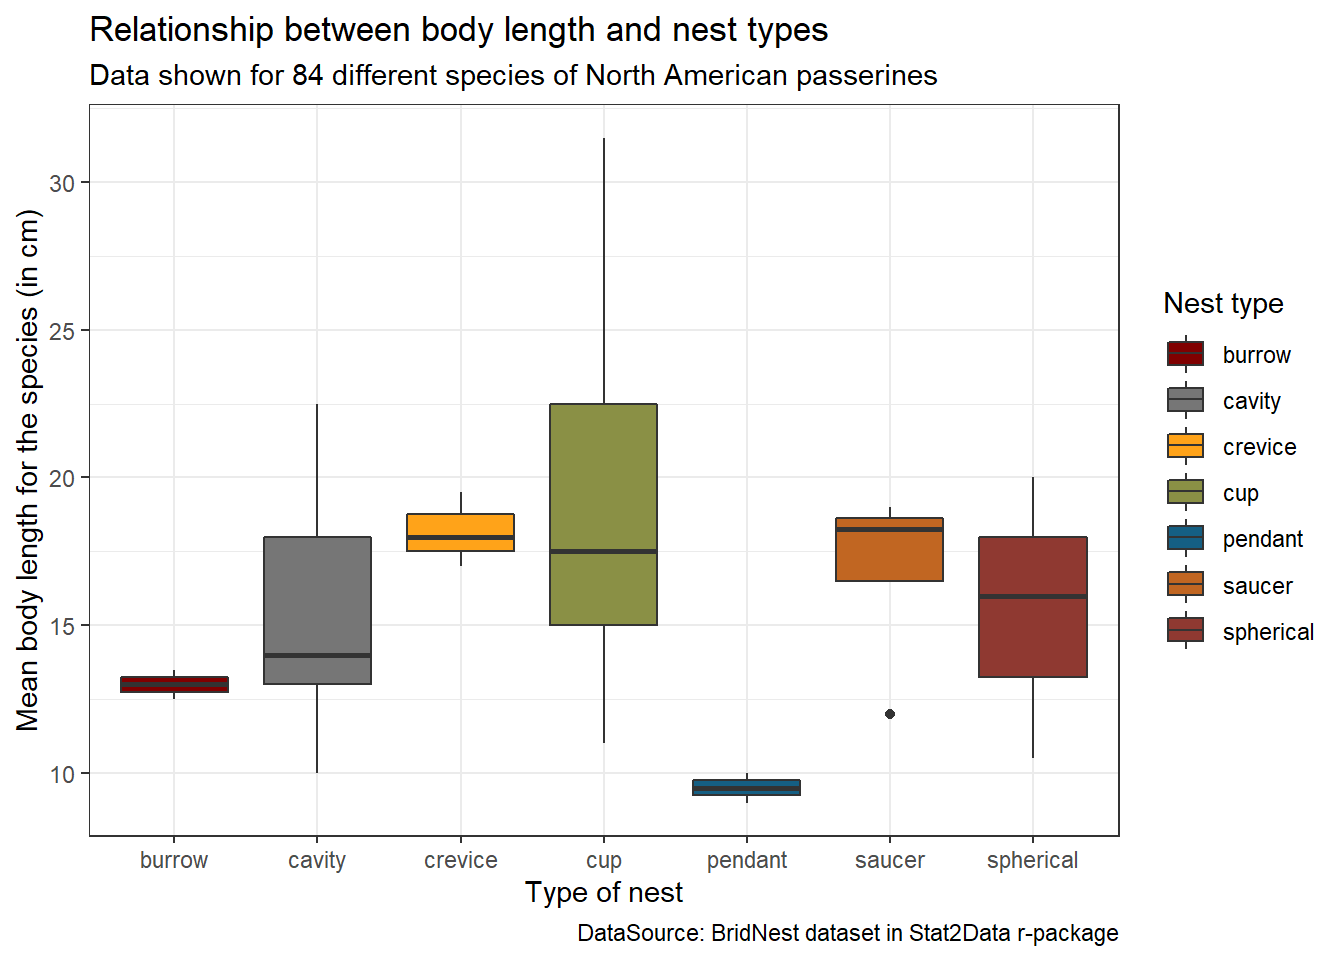 Relationship between body length and nest types
Data shown for 84 different species of North American passerines
Mean body length for the species (in cm)
30
25
20
15
10
burrow
cavity
crevice
cup
pendant
saucer
spherical
Type of nest
DataSource: BridNest dataset in Stat2Data r-package
Nest type
burrow
cavity
crevice
cup
pendant
saucer
spherical